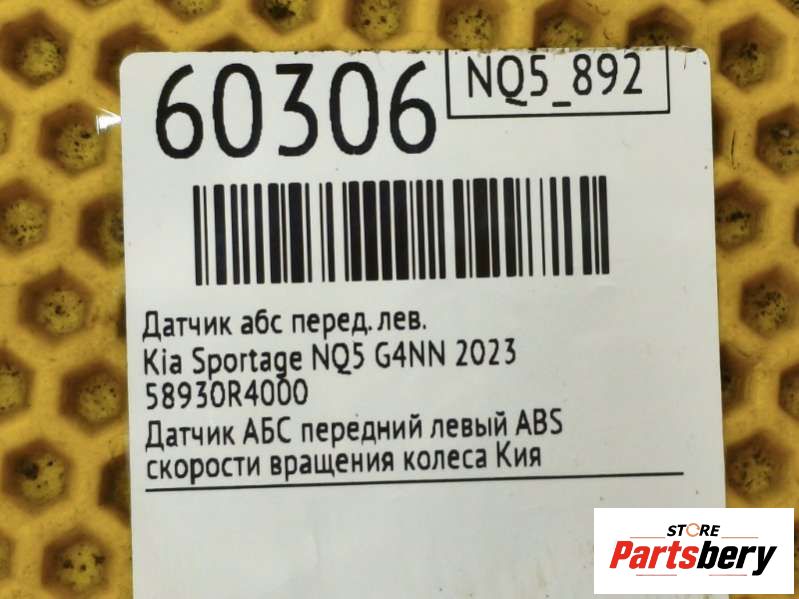 60306
NQ5_892
Датчик абс перед. лев.
Kia Sportage NQ5 G4NN 2023
58930R4000
Датчик АБС передний левый ABS
скорости вращения колеса Кия
STORE
Partsbery